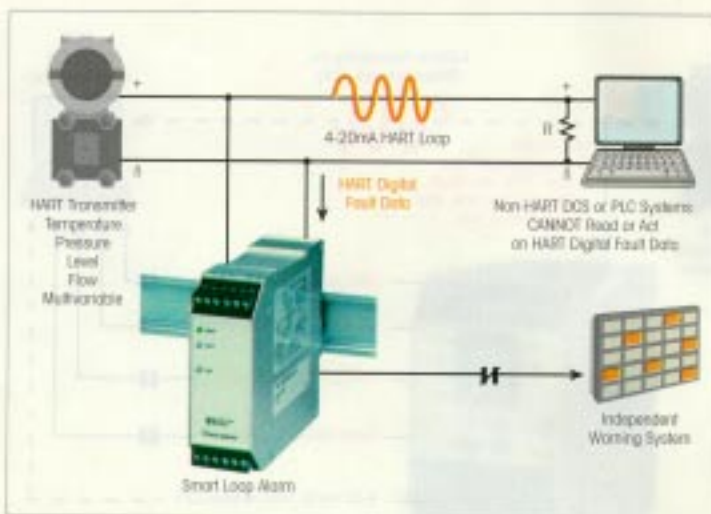 4-20mA HART Loop
R
HART Digital
Fault Data
HART Transmitter
Temperature
Pressure
Level
Flow
Multivariable
Non-HART DCS or PLC Systems
CANNOT Read or Act
on HART Digital Fault Data
Independent
Warning System
Smart Loop Alarm